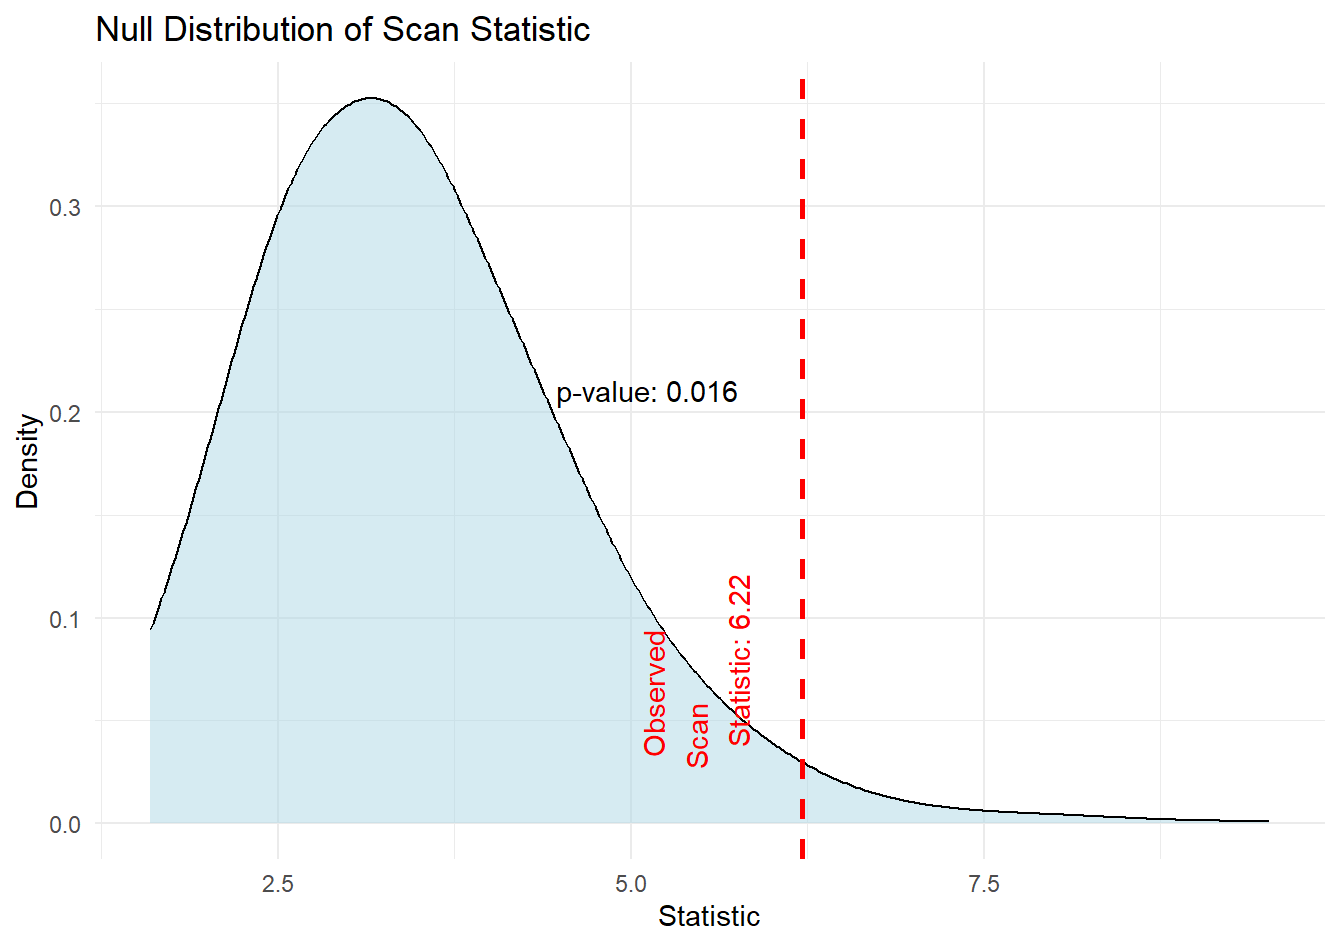 Null Distribution of Scan Statistic
Density
0.3
0.2
0.1
0.0
p-value: 0.016
Observed
Scan
Statistic: 6.22
2.5
5.0
7.5
Statistic